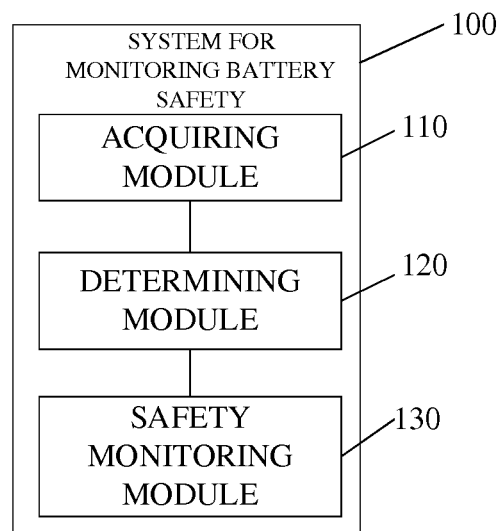 SYSTEM FOR
MONITORING BATTERY
SAFETY
100
ACQUIRING
MODULE
110
DETERMINING
MODULE
120
SAFETY
MONITORING
MODULE
130